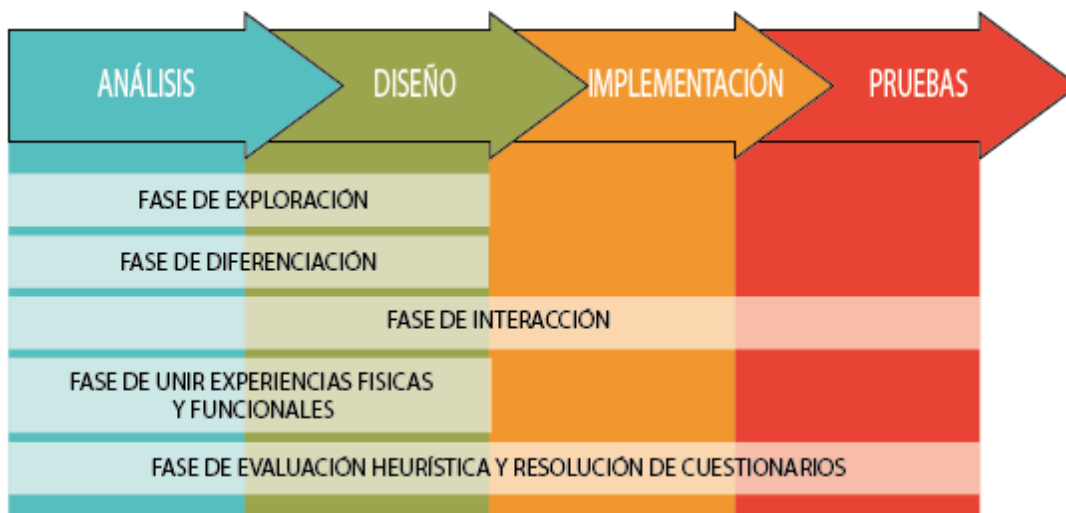 ANÁLISIS
DISEÑO
IMPLEMENTACIÓN
PRUEBAS
FASE DE EXPLORACIÓN
FASE DE DIFERENCIACIÓN
FASE DE INTERACCIÓN
FASE DE UNIR EXPERIENCIAS FISICAS
Y FUNCIONALES
FASE DE EVALUACIÓN HEURÍSTICA Y RESOLUCIÓN DE CUESTIONARIOS